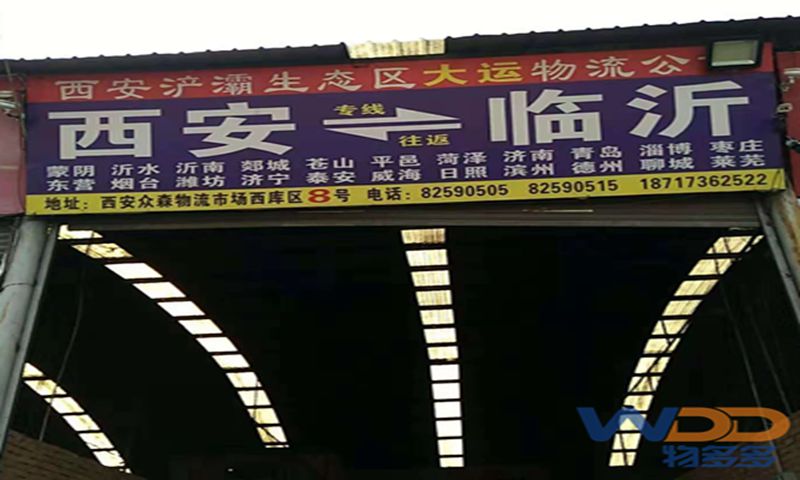 西安浐灞生态区大运物流公
西安 专线 往返 临沂
蒙阴 沂水 沂南 郯城 苍山 平邑 菏泽 济南 青岛 淄博 枣庄
东营 烟台 潍坊 济宁 泰安 威海 日照 滨州 德州 聊城 莱芜
地址：西安众森物流市场西库区8号 电话：82590505 82590515 18717362522
WDD
物多多